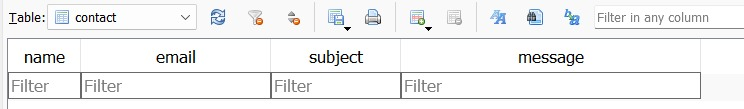 Table: contact Filter in any column
name email subject message
Filter Filter Filter Filter